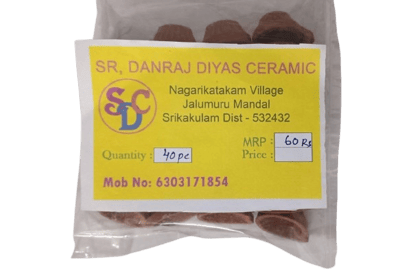 SR, DANRAJ DIYAS CERAMIC
SDC
Nagarikatakam Village
Jalumuru Mandal
Srikakulam Dist - 532432
MRP : 60 Rs
Quantity : 40 pc
Price :
Mob No: 6303171854